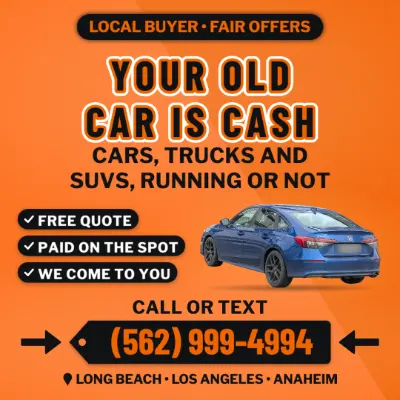 LOCAL BUYER • FAIR OFFERS
YOUR OLD
CAR IS CASH
CARS, TRUCKS AND
SUVS, RUNNING OR NOT
FREE QUOTE
PAID ON THE SPOT
WE COME TO YOU
CALL OR TEXT
(562) 999-4994
LONG BEACH • LOS ANGELES • ANAHEIM